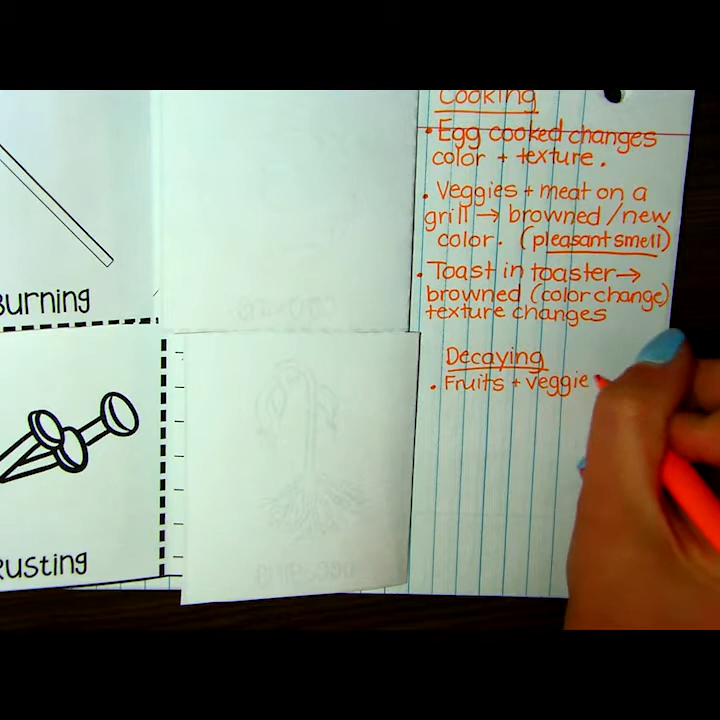 Cooking
• Egg cooked changes
color + texture.
• Veggies + meat on a
grill → browned / new
color. (pleasant smell)
• Toast in toaster →
browned (color change)
texture changes
Decaying
• Fruits + veggie
Burning
Rusting